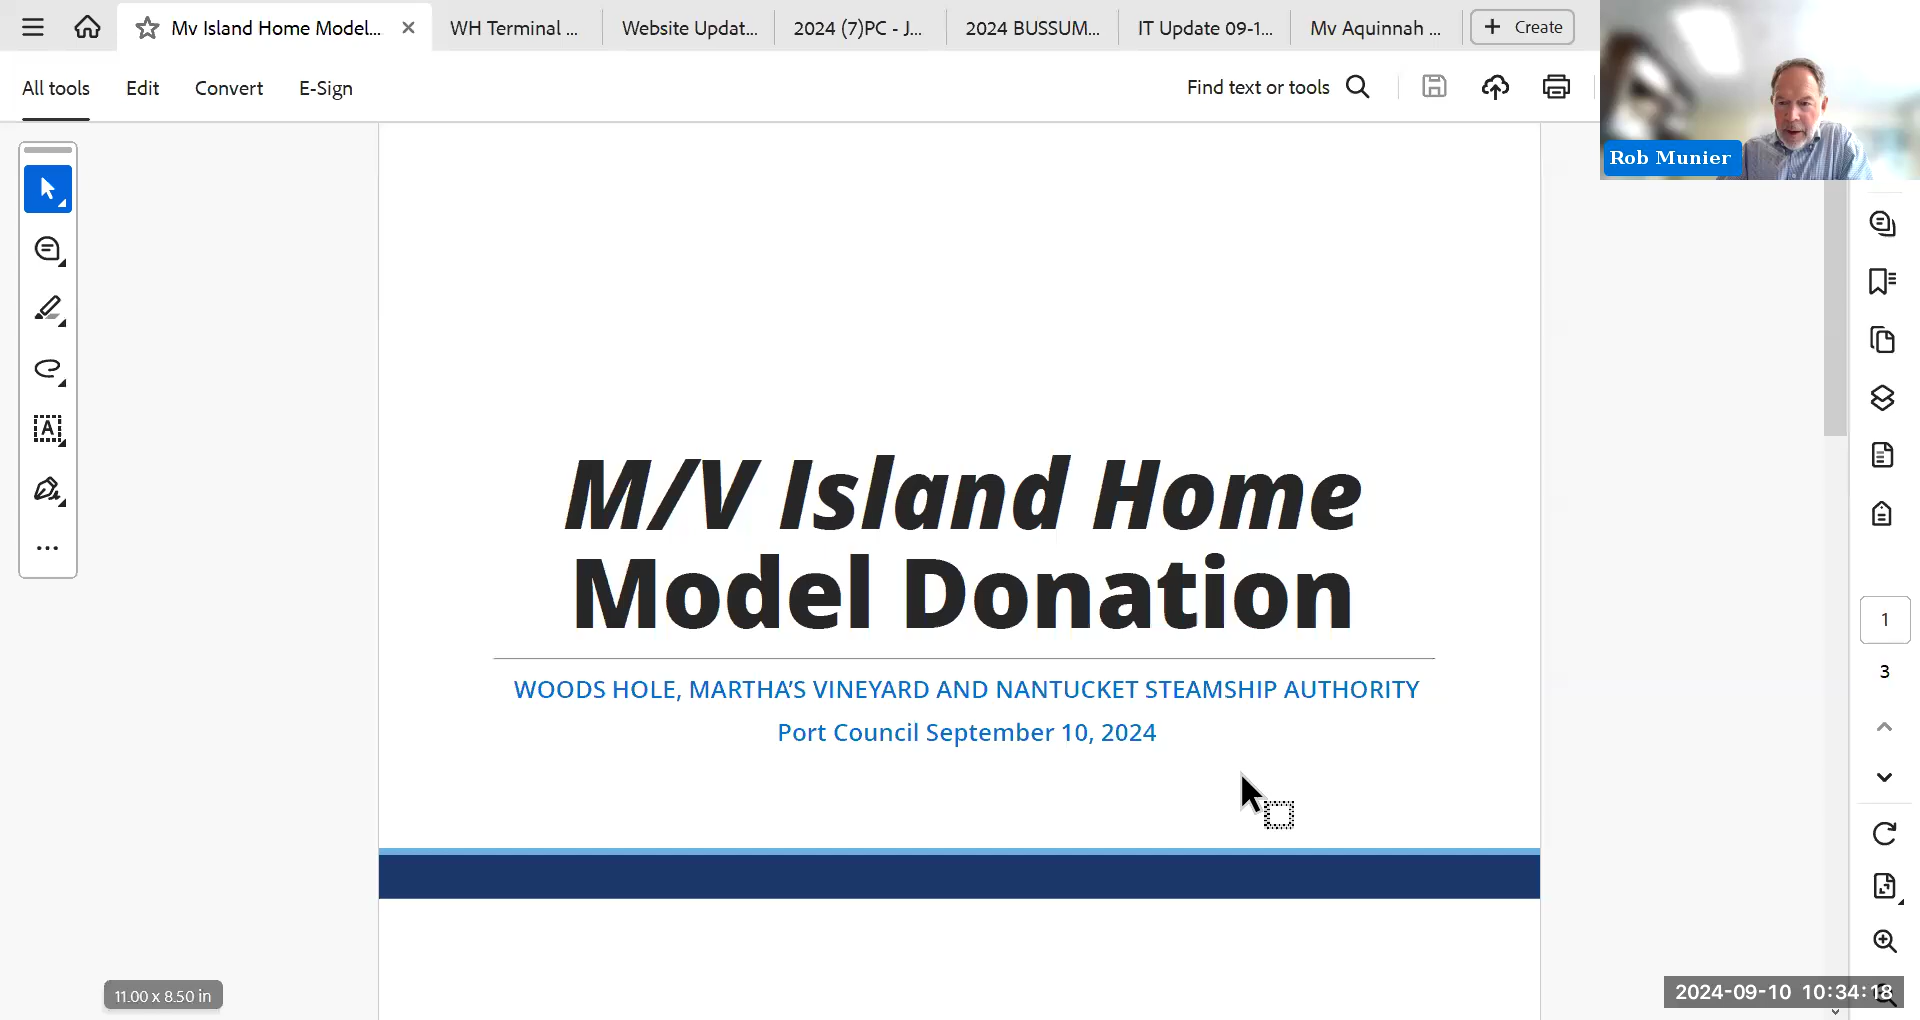 Mv Island Home Model...
WH Terminal ...
Website Updat...
2024 (7)PC - J...
2024 BUSSUM...
IT Update 09-1...
Mv Aquinnah ...
+ Create
All tools
Edit
Convert
E-Sign
Find text or tools
Rob Munier
A
M/V Island Home
Model Donation
WOODS HOLE, MARTHA'S VINEYARD AND NANTUCKET STEAMSHIP AUTHORITY
Port Council September 10, 2024
1
3
11.00 x 8.50 in
2024-09-10 10:34:18